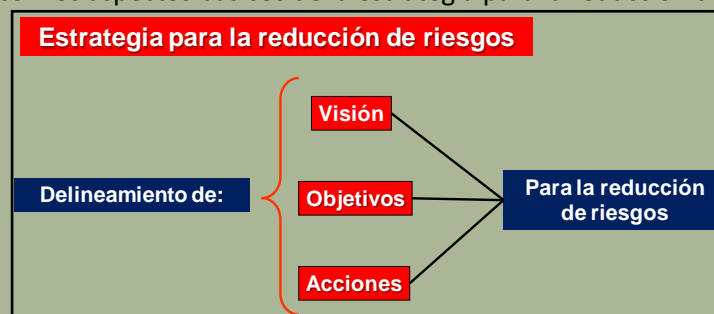 Estrategia para la reducción de riesgos
Visión
Delineamiento de:
Objetivos
Para la reducción
de riesgos
Acciones